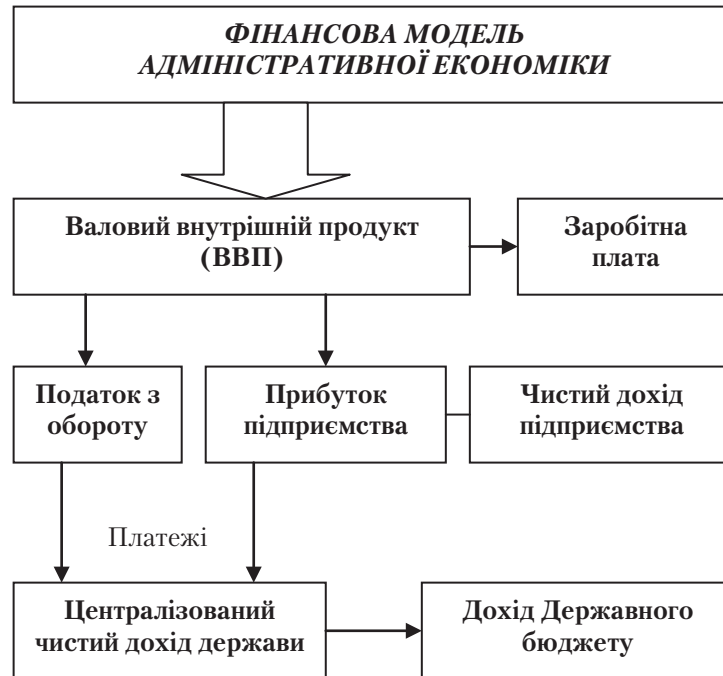 ФІНАНСОВА МОДЕЛЬ
АДМІНІСТРАТИВНОЇ ЕКОНОМІКИ
Валовий внутрішній продукт
(ВВП)
Заробітна
плата
Податок з
обороту
Прибуток
підприємства
Чистий дохід
підприємства
Платежі
Централізований
чистий дохід держави
Дохід Державного
бюджету